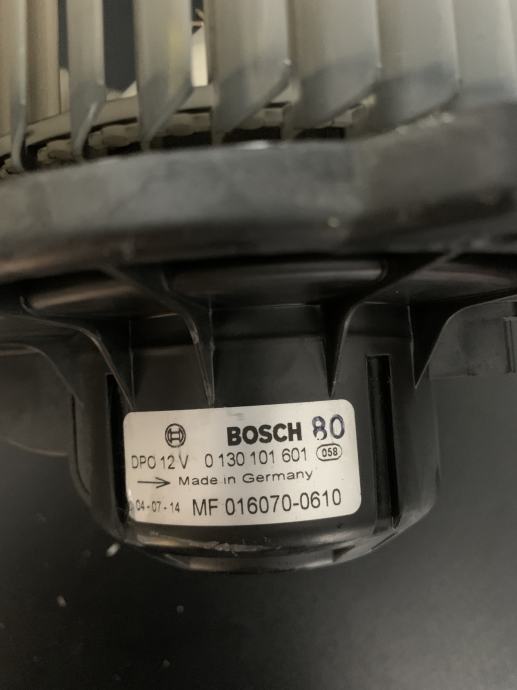 BOSCH 80
DPO 12 V 0 130 101 601 058
Made in Germany
04-07-14 MF 016070-0610